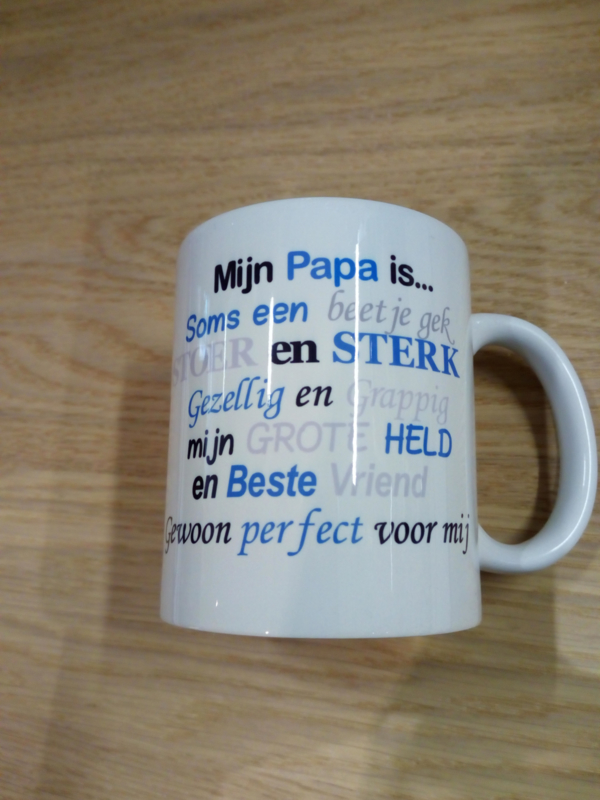 Mijn Papa is...
Soms een beetje gek
STOER en STERK
Gezellig en Grappig
mijn GROTE HELD
en Beste Vriend
Gewoon perfect voor mij